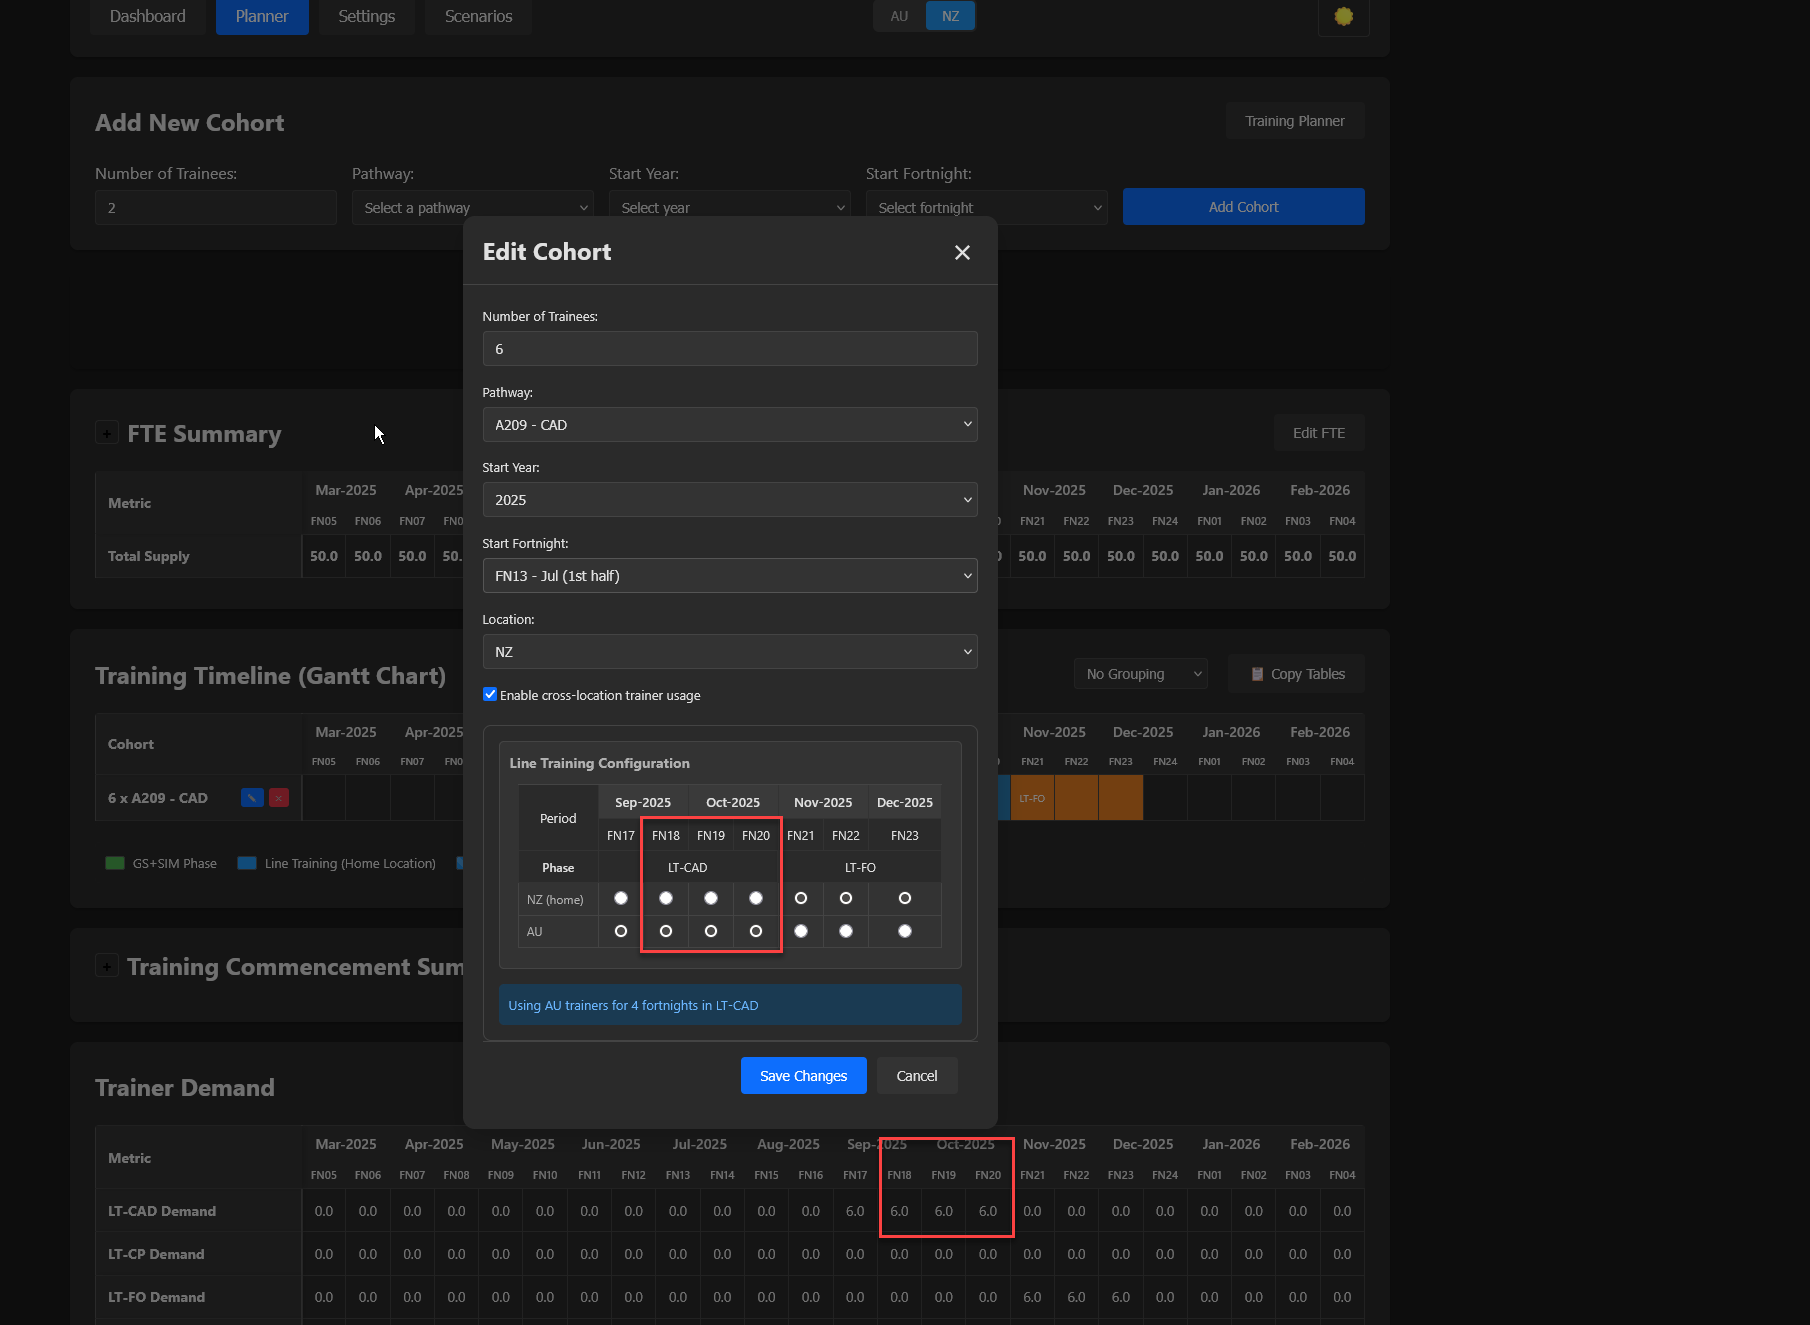 Dashboard Planner Settings Scenarios AU NZ
Add New Cohort Training Planner
Number of Trainees: Pathway: Start Year: Start Fortnight:
2 Select a pathway Select year Select fortnight Add Cohort
Edit Cohort
Number of Trainees:
6
Pathway:
A209 - CAD
Start Year:
2025
Start Fortnight:
FN13 - Jul (1st half)
Location:
NZ
Enable cross-location trainer usage
Line Training Configuration
Period Sep-2025 Oct-2025 Nov-2025 Dec-2025
FN17 FN18 FN19 FN20 FN21 FN22 FN23
Phase LT-CAD LT-FO
NZ (home)
AU
Using AU trainers for 4 fortnights in LT-CAD
Save Changes Cancel
+ FTE Summary Edit FTE
Metric Mar-2025 Apr-2025 Nov-2025 Dec-2025 Jan-2026 Feb-2026
FN05 FN06 FN07 FN21 FN22 FN23 FN24 FN01 FN02 FN03 FN04
Total Supply 50.0 50.0 50.0 50. 50.0 50.0 50.0 50.0 50.0 50.0 50.0 50.0
Training Timeline (Gantt Chart) No Grouping Copy Tables
Cohort Mar-2025 Apr-2025 Nov-2025 Dec-2025 Jan-2026 Feb-2026
FN05 FN06 FN07 FN21 FN22 FN23 FN24 FN01 FN02 FN03 FN04
6 x A209 - CAD LT-FO
GS+SIM Phase Line Training (Home Location)
+ Training Commencement Sum
Trainer Demand
Metric Mar-2025 Apr-2025 May-2025 Jun-2025 Jul-2025 Aug-2025 Sep-2025 Oct-2025 Nov-2025 Dec-2025 Jan-2026 Feb-2026
FN05 FN06 FN07 FN08 FN09 FN10 FN11 FN12 FN13 FN14 FN15 FN16 FN17 FN18 FN19 FN20 FN21 FN22 FN23 FN24 FN01 FN02 FN03 FN04
LT-CAD Demand 0.0 0.0 0.0 0.0 0.0 0.0 0.0 0.0 0.0 0.0 0.0 0.0 6.0 6.0 6.0 6.0 0.0 0.0 0.0 0.0 0.0 0.0 0.0 0.0
LT-CP Demand 0.0 0.0 0.0 0.0 0.0 0.0 0.0 0.0 0.0 0.0 0.0 0.0 0.0 0.0 0.0 0.0 0.0 0.0 0.0 0.0 0.0 0.0 0.0 0.0
LT-FO Demand 0.0 0.0 0.0 0.0 0.0 0.0 0.0 0.0 0.0 0.0 0.0 0.0 0.0 0.0 0.0 0.0 6.0 6.0 6.0 0.0 0.0 0.0 0.0 0.0